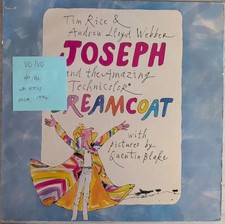 Tim Rice &
Andrew Lloyd Webber
JOSEPH
and the Amazing
Technicolor
DREAMCOAT
with
pictures by
Quentin Blake